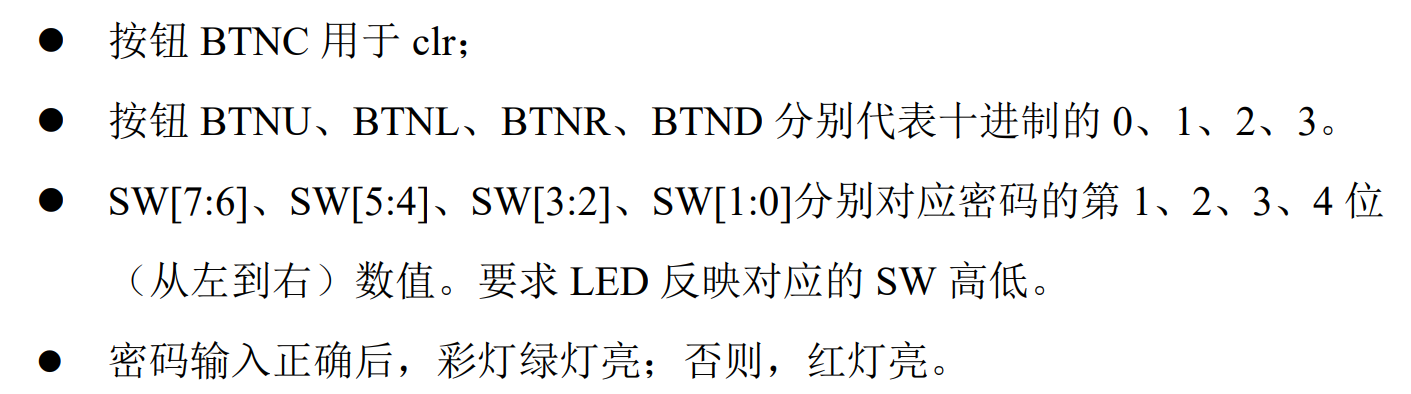 ● 按钮 BTNC 用于 clr；
● 按钮 BTNU、BTNL、BTNR、BTND 分别代表十进制的 0、1、2、3。
● SW[7:6]、SW[5:4]、SW[3:2]、SW[1:0]分别对应密码的第 1、2、3、4 位
（从左到右）数值。要求 LED 反映对应的 SW 高低。
● 密码输入正确后，彩灯绿灯亮；否则，红灯亮。